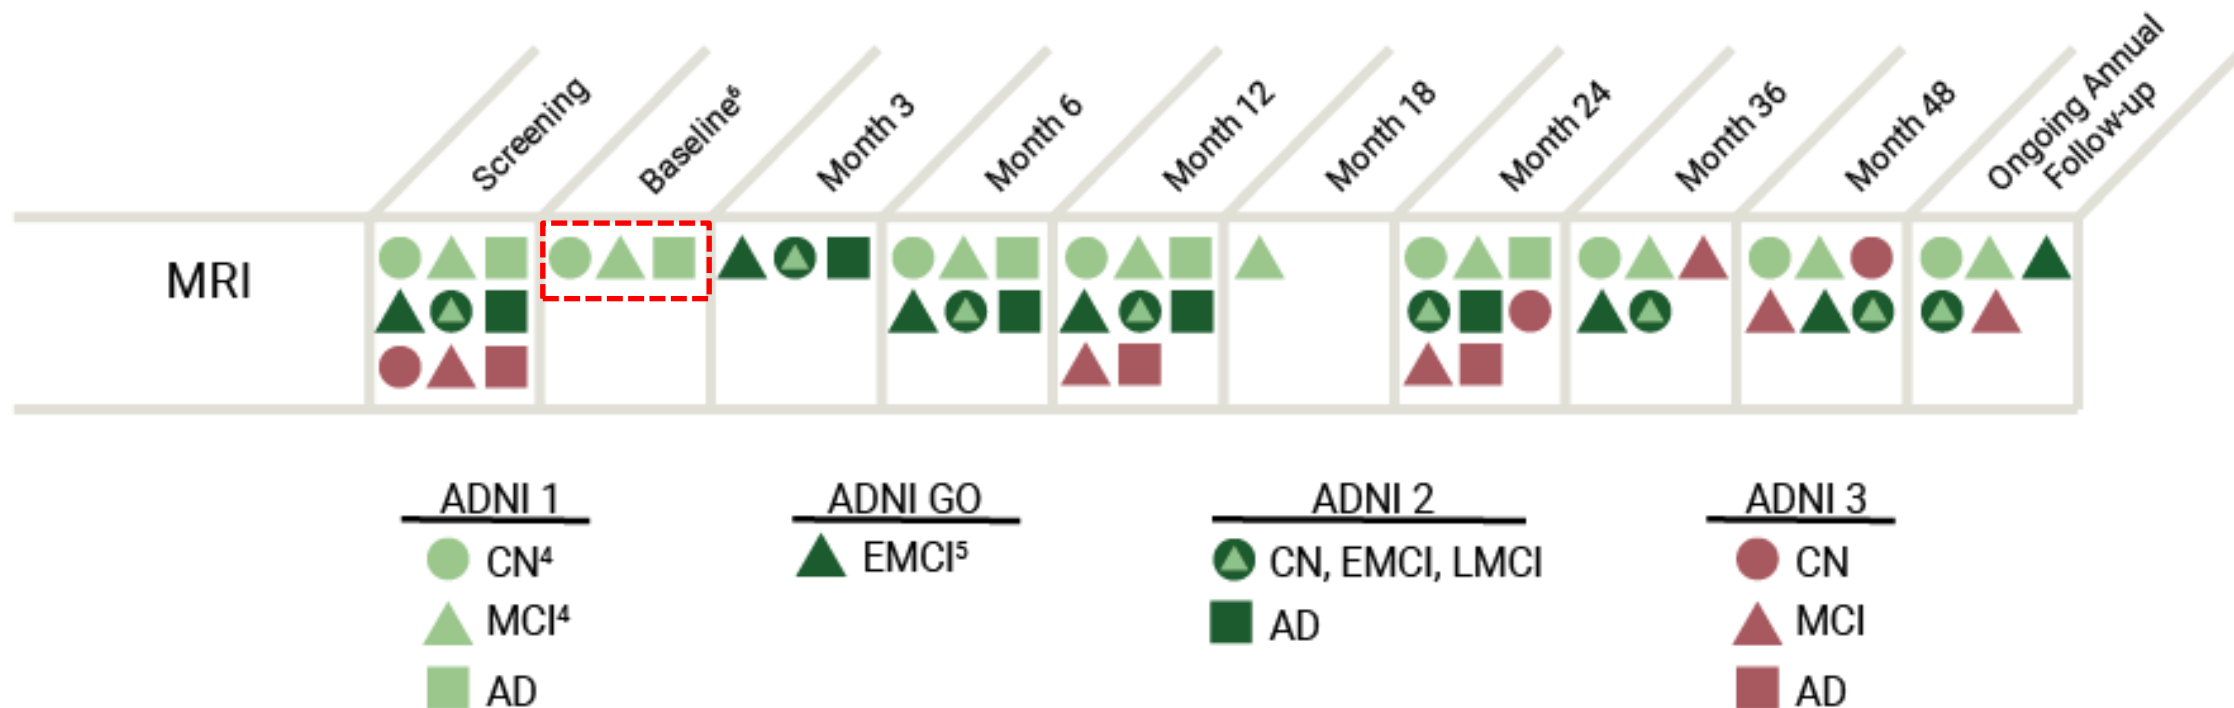 Screening
Baseline⁶
Month 3
Month 6
Month 12
Month 18
Month 24
Month 36
Month 48
Ongoing Annual
Follow-up
MRI
ADNI 1
CN⁴
MCI⁴
AD
ADNI GO
EMCI⁵
ADNI 2
CN, EMCI, LMCI
AD
ADNI 3
CN
MCI
AD